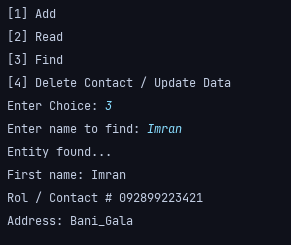 [1] Add
[2] Read
[3] Find
[4] Delete Contact / Update Data
Enter Choice: 3
Enter name to find: Imran
Entity found...
First name: Imran
Rol / Contact # 092899223421
Address: Bani_Gala